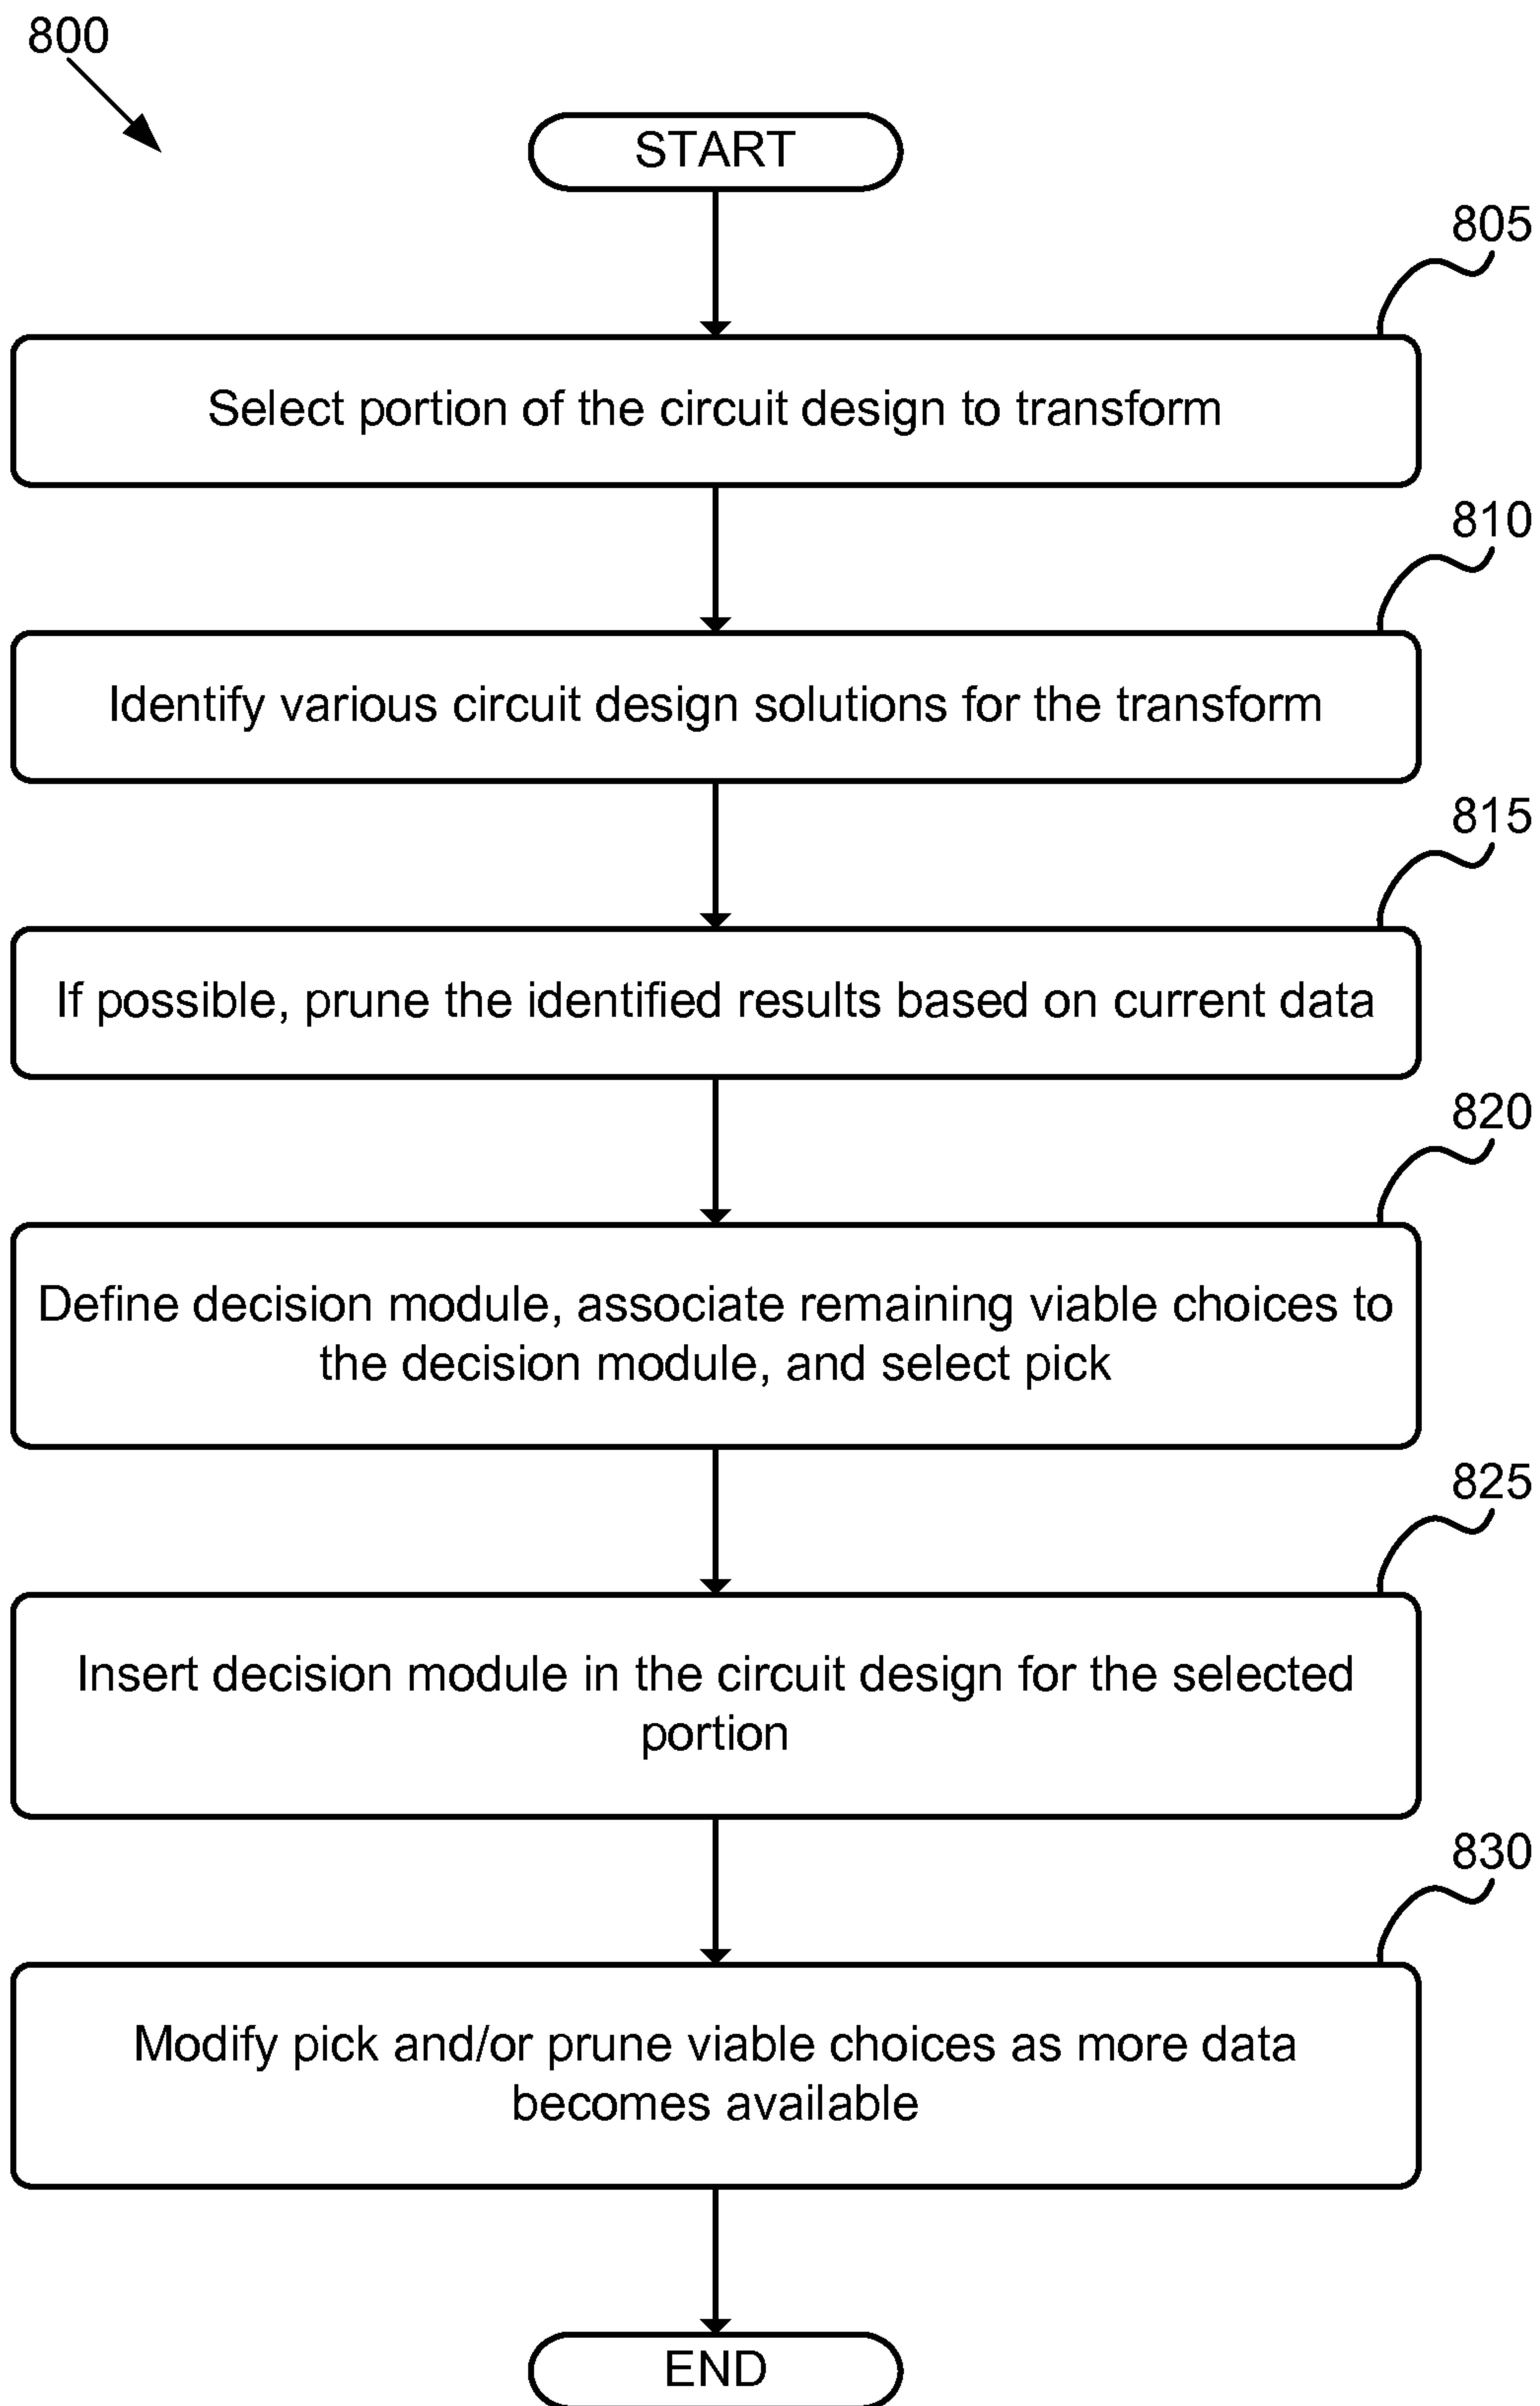 800
START
805
Select portion of the circuit design to transform
810
Identify various circuit design solutions for the transform
815
If possible, prune the identified results based on current data
820
Define decision module, associate remaining viable choices to
the decision module, and select pick
825
Insert decision module in the circuit design for the selected
portion
830
Modify pick and/or prune viable choices as more data
becomes available
END